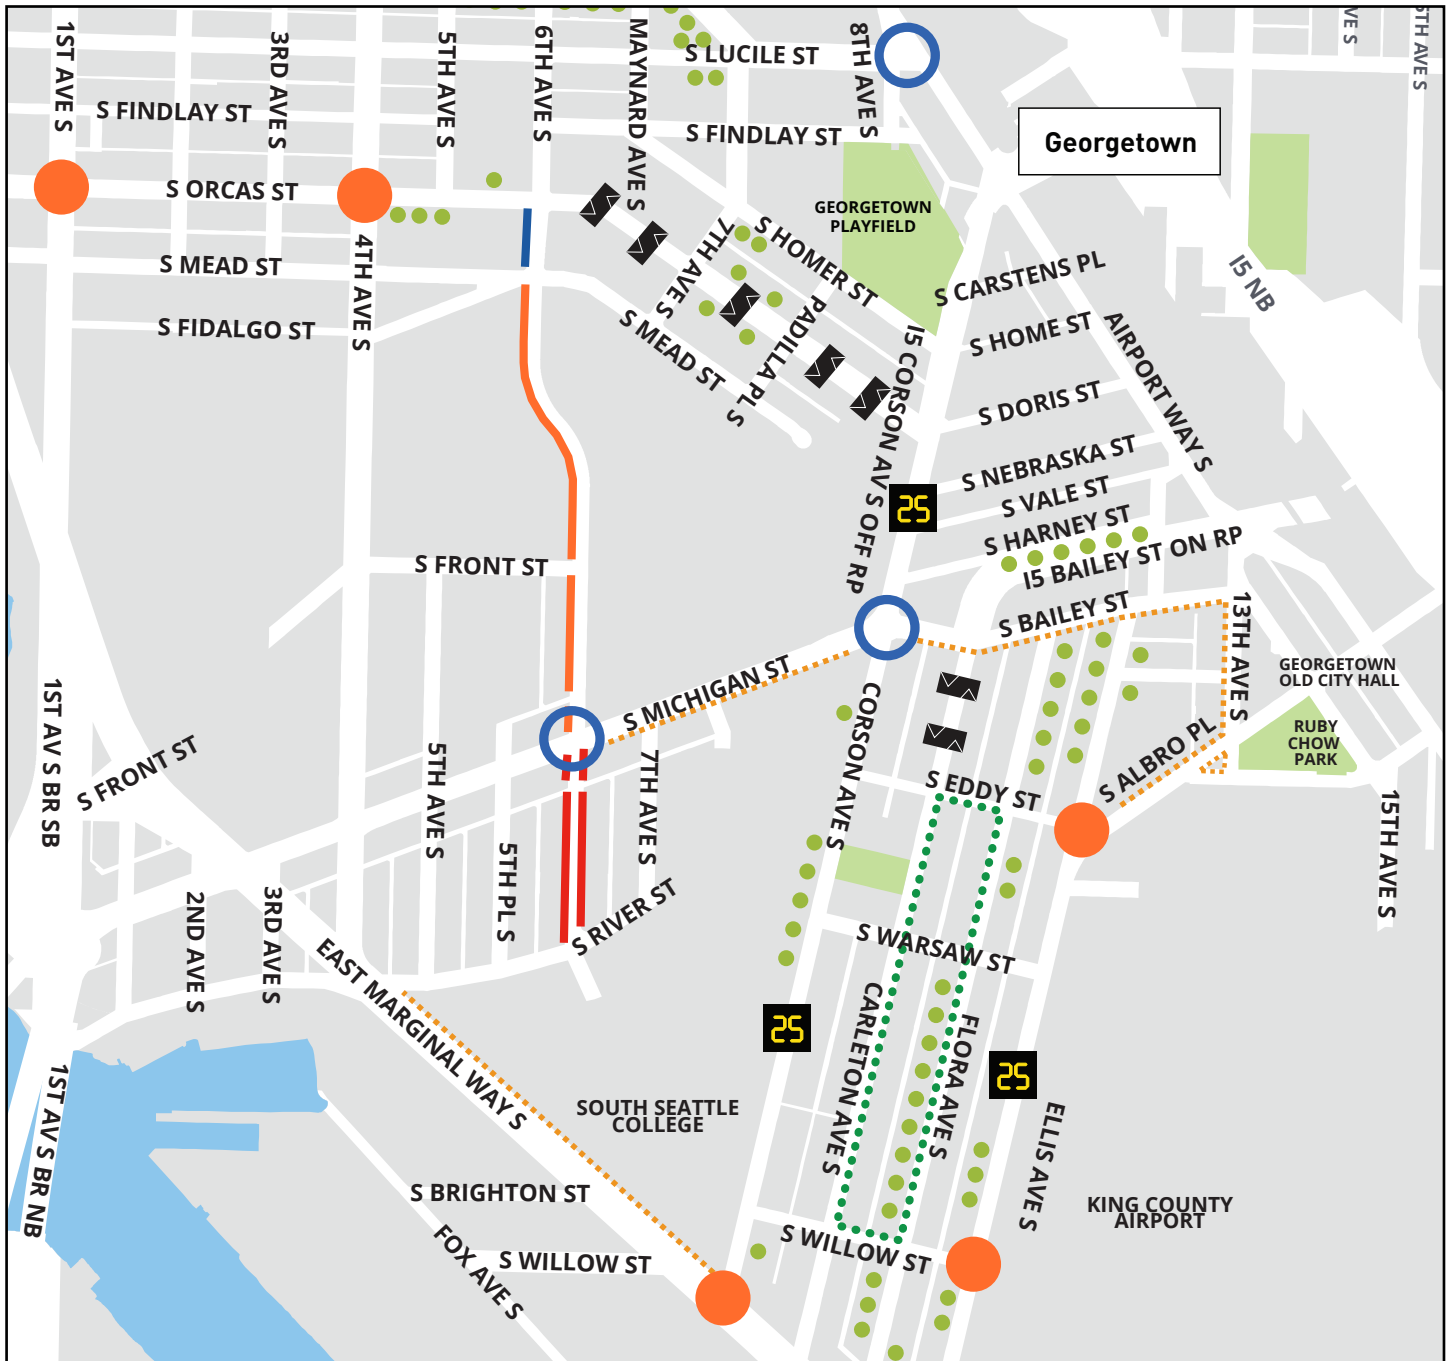 1ST AVE S
3RD AVE S
5TH AVE S
6TH AVE S
MAYNARD AVE S
S LUCILE ST
8TH AVE S
VE S
5TH AVE S
S FINDLAY ST
S FINDLAY ST
Georgetown
S ORCAS ST
GEORGETOWN
PLAYFIELD
S HOMER ST
7TH AVE S
4TH AVE S
S MEAD ST
S CARSTENS PL
I5 NB
S FIDALGO ST
S MEAD ST
PADILLA PL S
S HOME ST
AIRPORT WAY S
I5 CORSON AV S OFF RP
S DORIS ST
S NEBRASKA ST
S VALE ST
25
S HARNEY ST
I5 BAILEY ST ON RP
S FRONT ST
S BAILEY ST
13TH AVE S
GEORGETOWN
OLD CITY HALL
S MICHIGAN ST
1ST AV S BR SB
CORSON AVE S
RUBY
CHOW
PARK
S ALBRO PL
S FRONT ST
5TH AVE S
7TH AVE S
S EDDY ST
15TH AVE S
5TH PL S
2ND AVE S
3RD AVE S
S RIVER ST
S WARSAW ST
EAST MARGINAL WAY S
CARLETON AVE S
FLORA AVE S
25
25
1ST AV S BR NB
SOUTH SEATTLE
COLLEGE
ELLIS AVE S
S BRIGHTON ST
KING COUNTY
AIRPORT
FOX AVE S
S WILLOW ST
S WILLOW ST